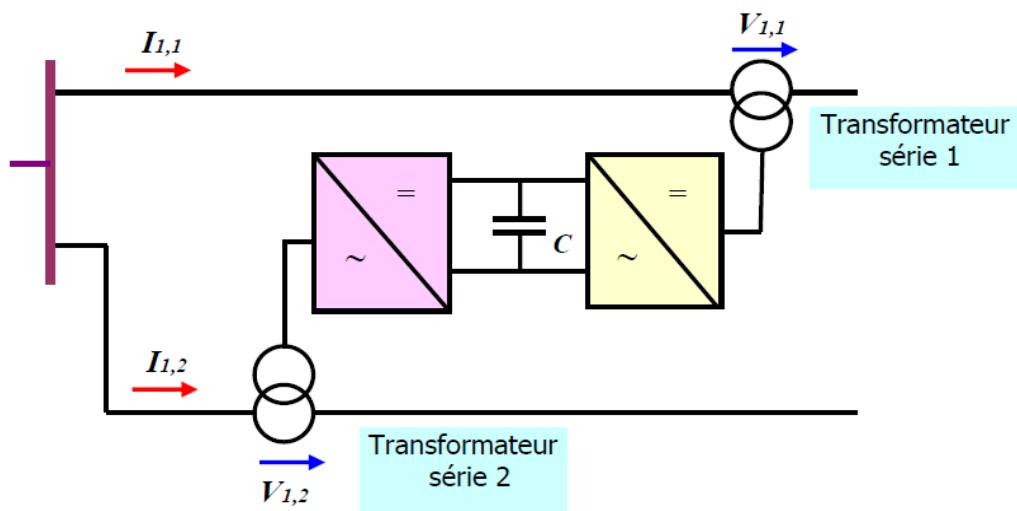 I1,1
V1,1
Transformateur
série 1
=
=
C
~
~
I1,2
Transformateur
série 2
V1,2